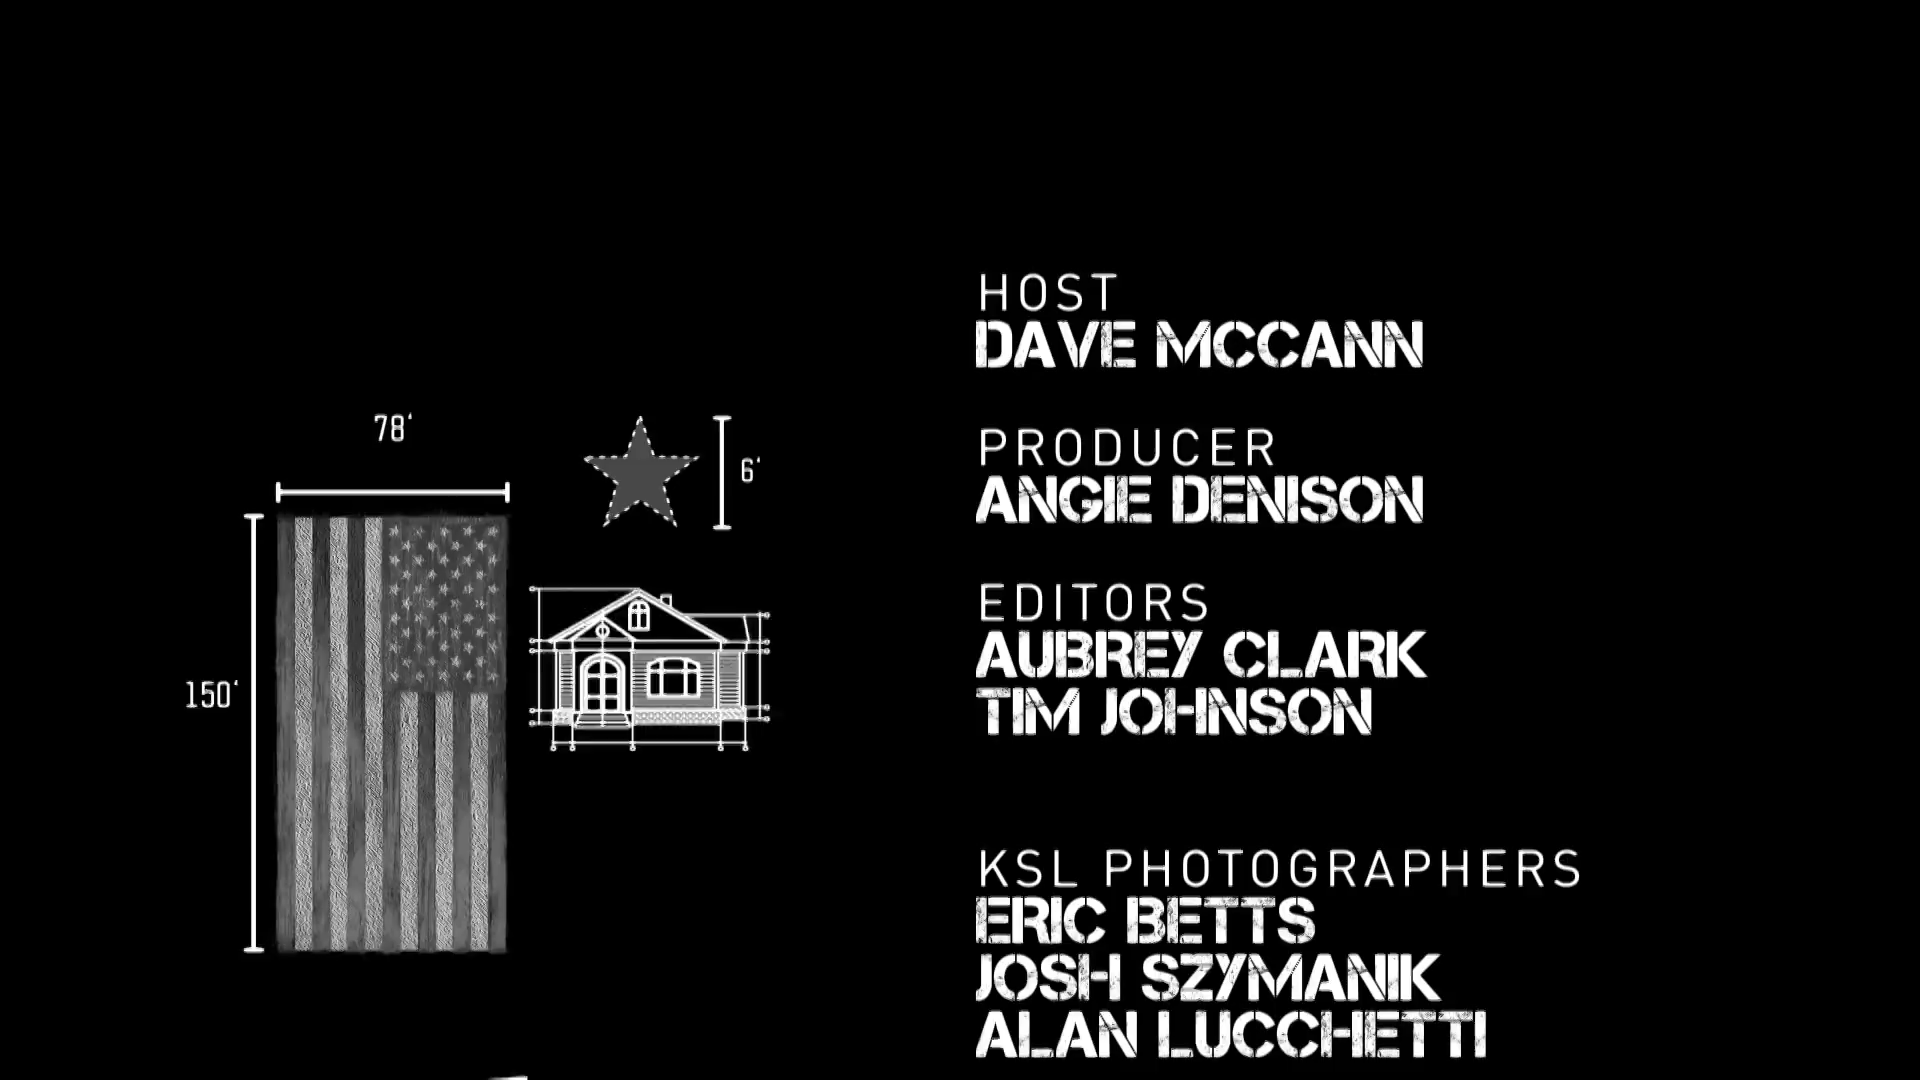 78'
6'
150'
HOST
DAVE MCCANN
PRODUCER
ANGIE DENISON
EDITORS
AUBREY CLARK
TIM JOHNSON
KSL PHOTOGRAPHERS
ERIC BETTS
JOSH SZYMANIK
ALAN LUCCHETTI